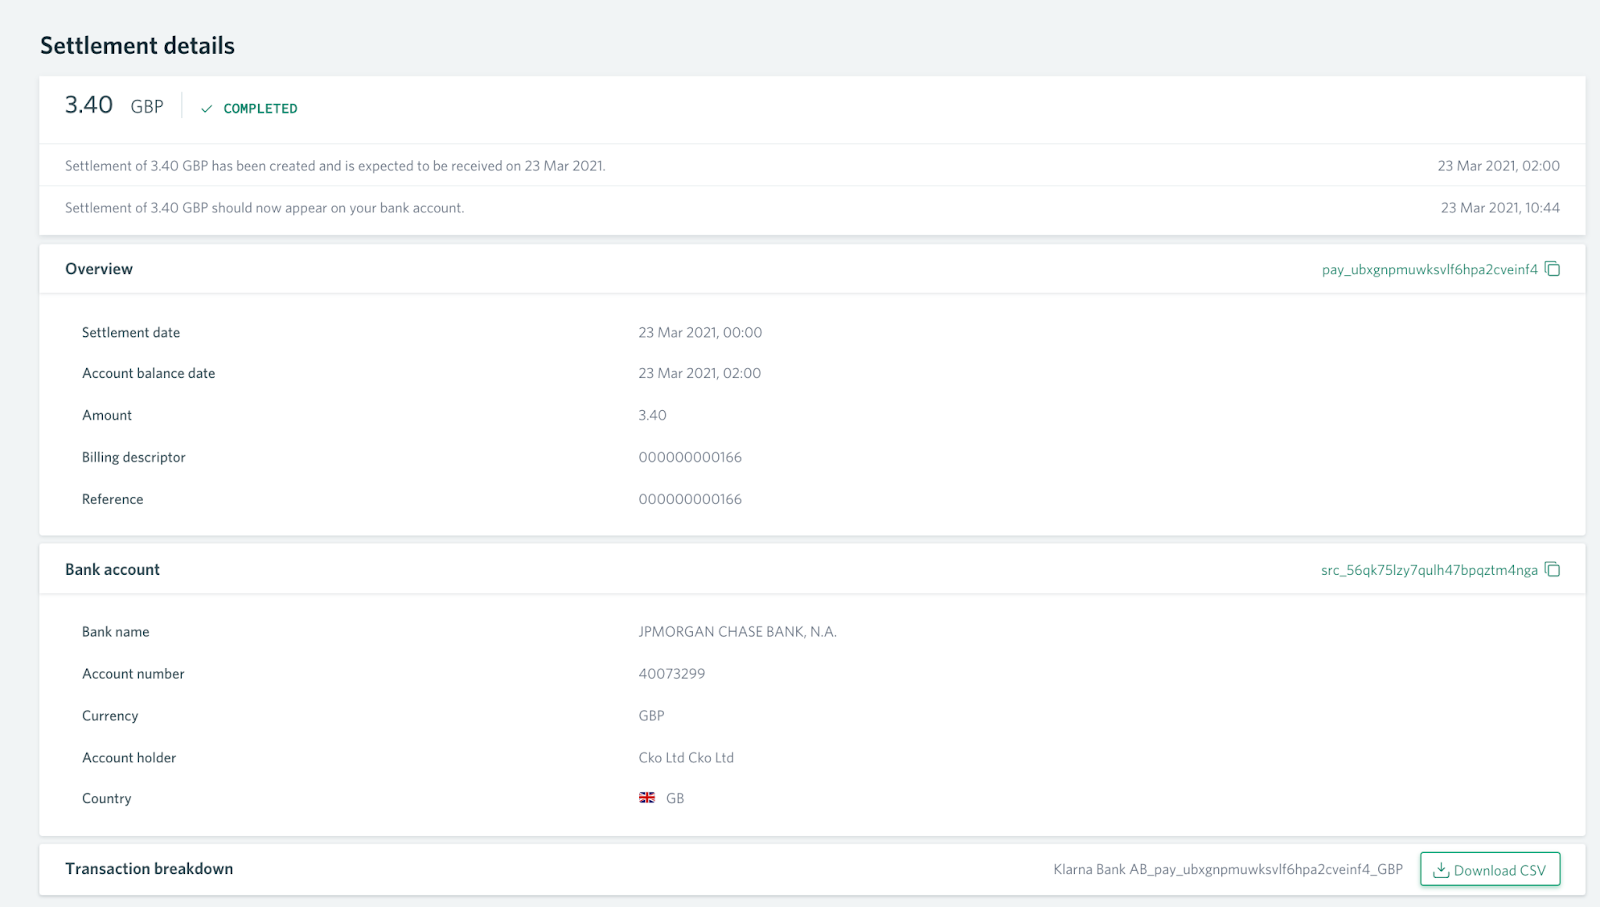 Settlement details
3.40 GBP COMPLETED
Settlement of 3.40 GBP has been created and is expected to be received on 23 Mar 2021. 23 Mar 2021, 02:00
Settlement of 3.40 GBP should now appear on your bank account. 23 Mar 2021, 10:44
Overview pay_ubxgnpmuwksvlf6hpa2cveinf4
Settlement date 23 Mar 2021, 00:00
Account balance date 23 Mar 2021, 02:00
Amount 3.40
Billing descriptor 000000000166
Reference 000000000166
Bank account src_56qk75lzy7qulh47bpqztm4nga
Bank name JPMORGAN CHASE BANK, N.A.
Account number 40073299
Currency GBP
Account holder Cko Ltd Cko Ltd
Country GB
Transaction breakdown Klarna Bank AB_pay_ubxgnpmuwksvlf6hpa2cveinf4_GBP Download CSV